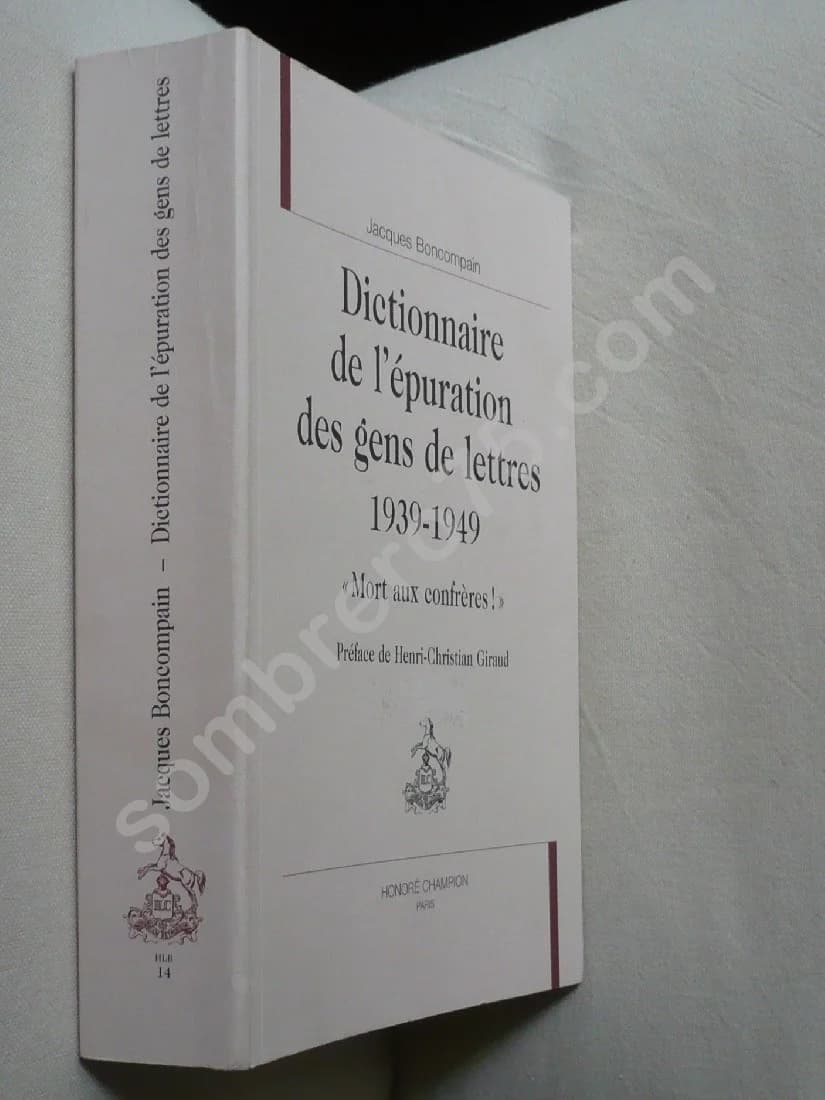 Jacques Boncompain – Dictionnaire de l'épuration des gens de lettres
HLB
14
Jacques Boncompain
Dictionnaire
de l'épuration
des gens de lettres
1939-1949
« Mort aux confrères ! »
Préface de Henri-Christian Giraud
HONORÉ CHAMPION
PARIS
sombrerovb.com